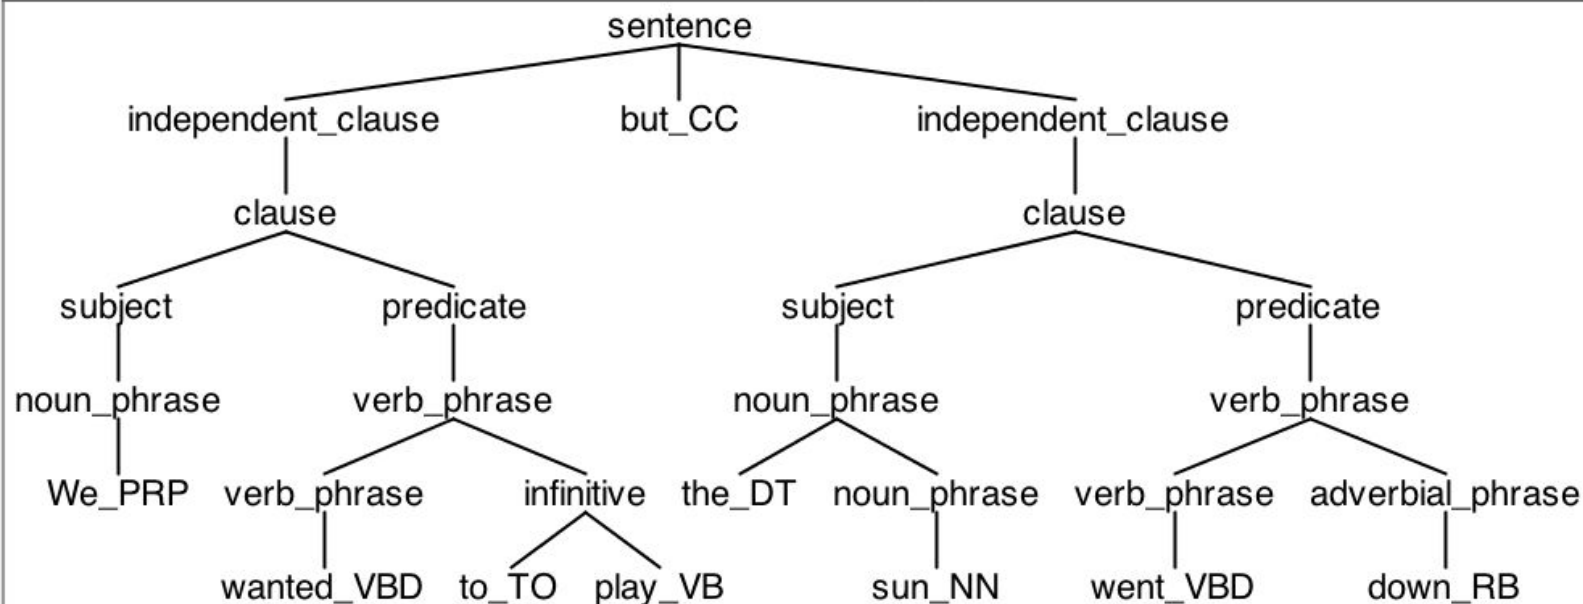 sentence
independent_clause but_CC independent_clause
clause clause
subject predicate subject predicate
noun_phrase verb_phrase noun_phrase verb_phrase
We_PRP verb_phrase infinitive the_DT noun_phrase verb_phrase adverbial_phrase
wanted_VBD to_TO play_VB sun_NN went_VBD down_RB